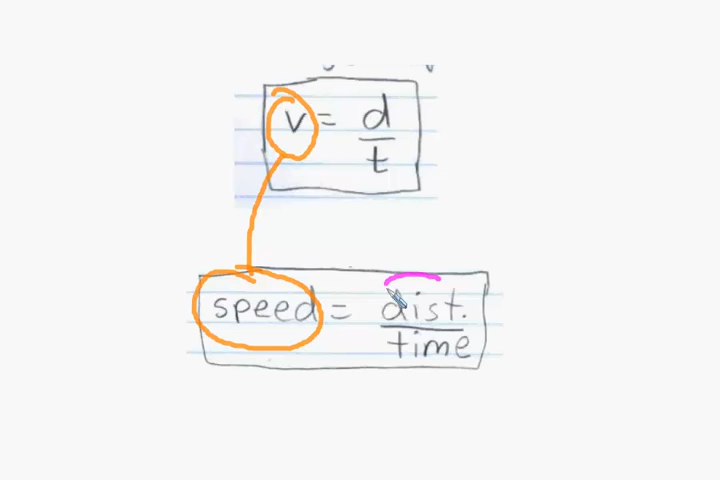 v = d/t
speed = dist./time